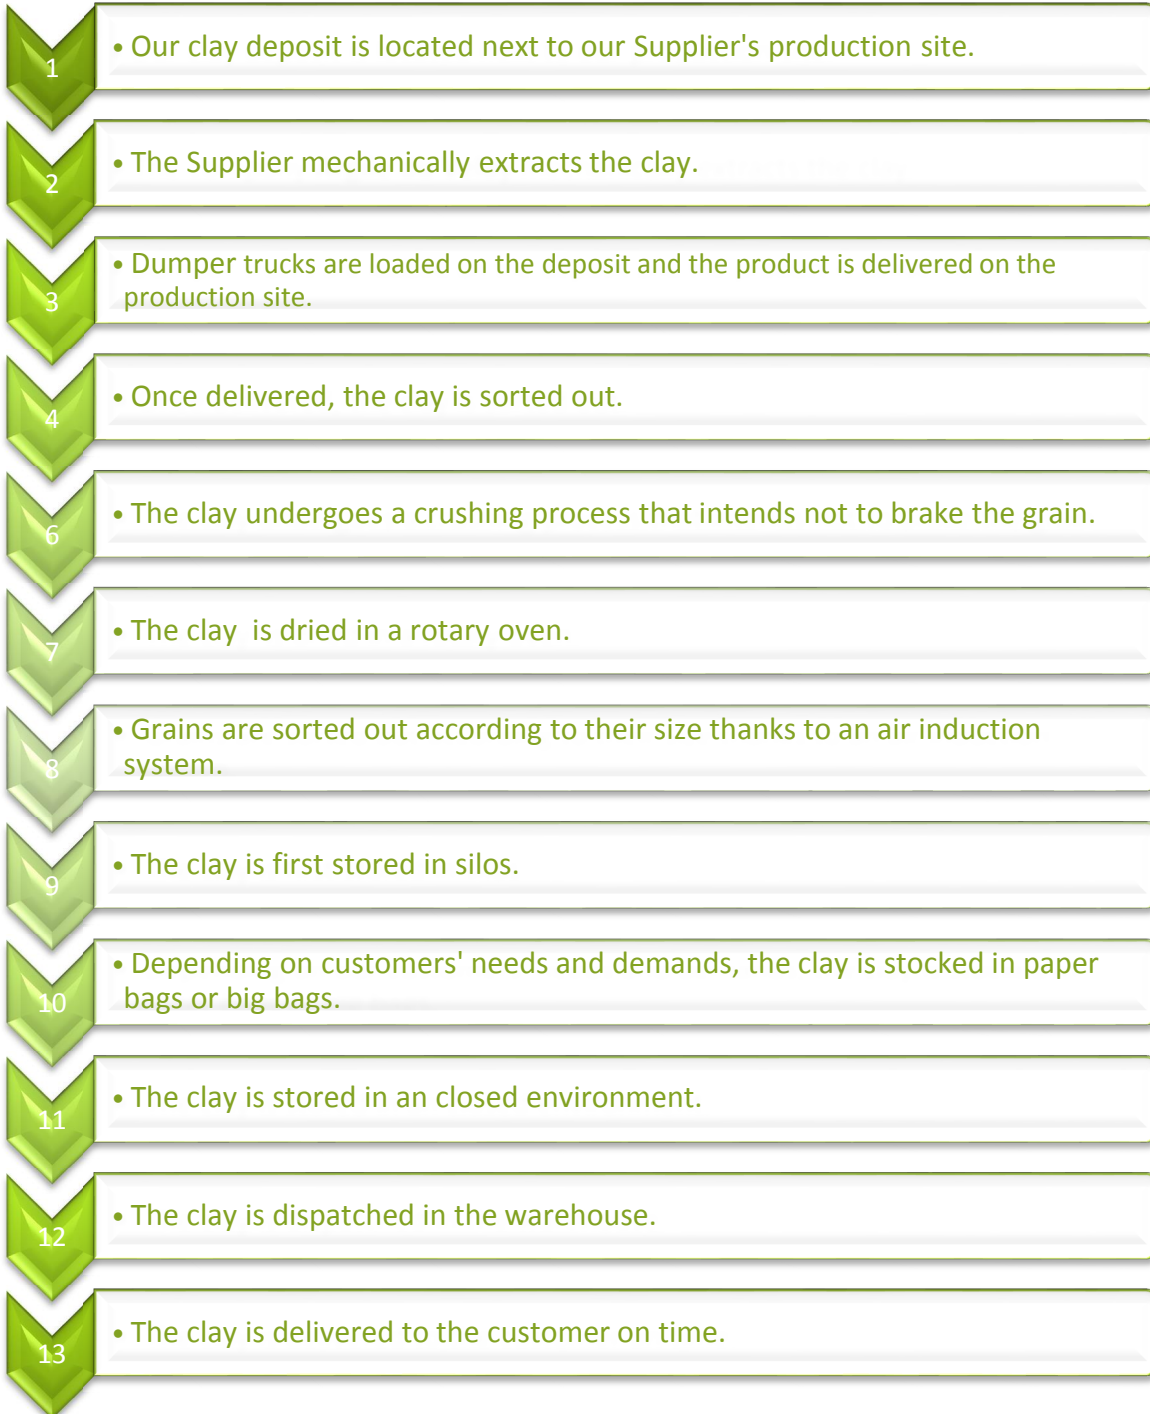 1
• Our clay deposit is located next to our Supplier's production site.
2
• The Supplier mechanically extracts the clay.
3
• Dumper trucks are loaded on the deposit and the product is delivered on the
production site.
4
• Once delivered, the clay is sorted out.
6
• The clay undergoes a crushing process that intends not to brake the grain.
7
• The clay  is dried in a rotary oven.
8
• Grains are sorted out according to their size thanks to an air induction
system.
9
• The clay is first stored in silos.
10
• Depending on customers' needs and demands, the clay is stocked in paper
bags or big bags.
11
• The clay is stored in an closed environment.
12
• The clay is dispatched in the warehouse.
13
• The clay is delivered to the customer on time.